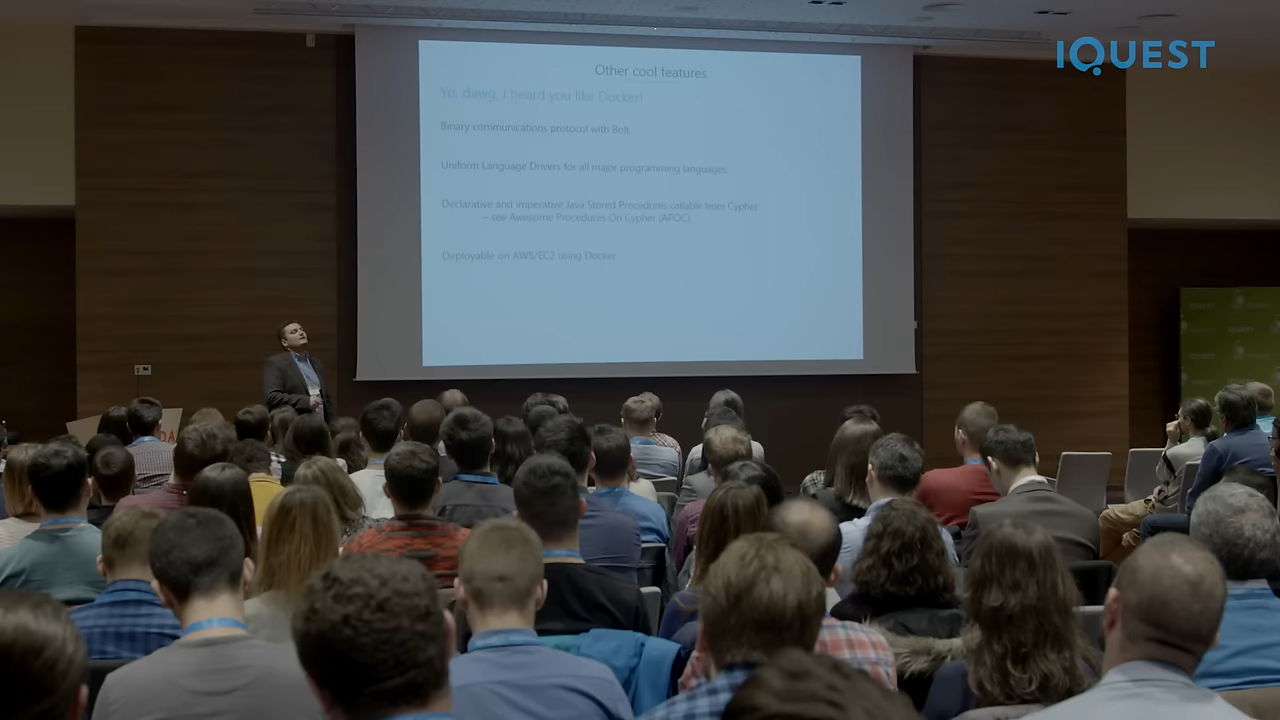 IQUEST
Other cool features
Yo, dawg, I heard you like Docker!
Binary communications protocol with Bolt.
Uniform Language Drivers for all major programming languages
Declarative and imperative Java Stored Procedures callable from Cypher
– see Awesome Procedures On Cypher (APOC)
Deployable on AWS/EC2 using Docker
IQUEST
IQUEST